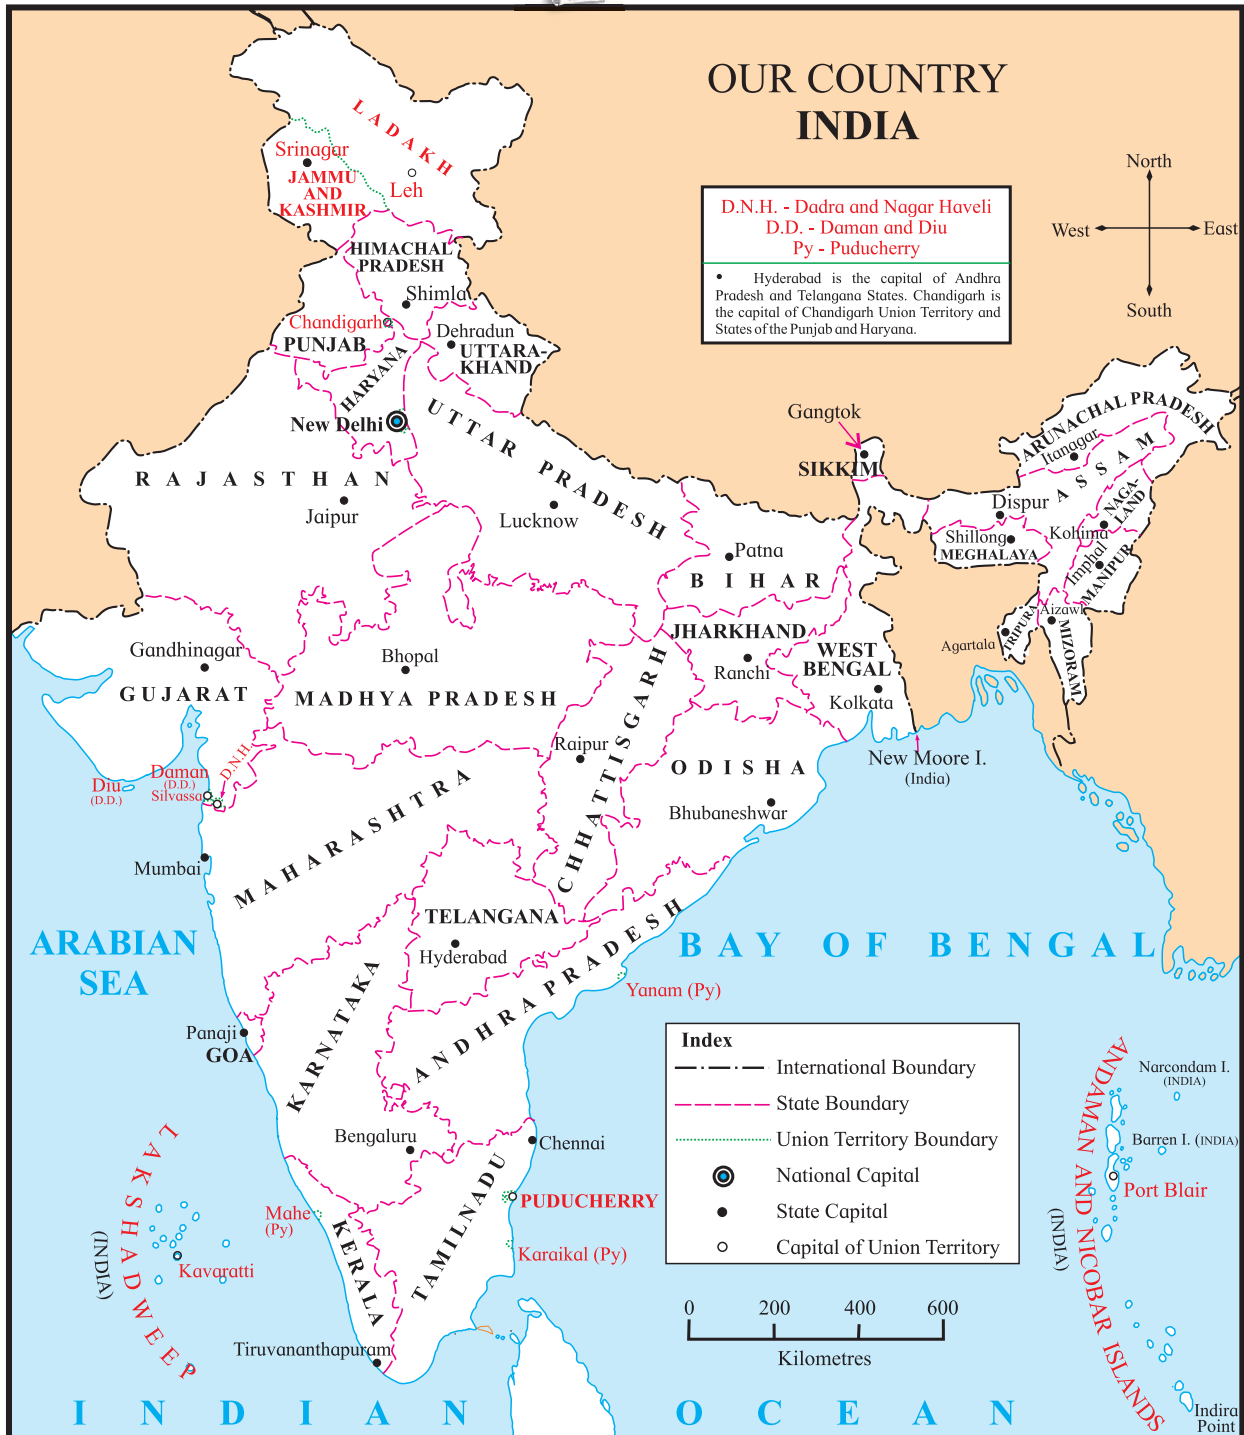 OUR COUNTRY
INDIA
North
West
East
South
D.N.H. - Dadra and Nagar Haveli
D.D. - Daman and Diu
Py - Puducherry
• Hyderabad is the capital of Andhra
Pradesh and Telangana States. Chandigarh is
the capital of Chandigarh Union Territory and
States of the Punjab and Haryana.
LADAKH
Srinagar
JAMMU
AND
KASHMIR
Leh
HIMACHAL
PRADESH
Shimla
Chandigarh
PUNJAB
Dehradun
UTTARA-
KHAND
HARYANA
New Delhi
UTTAR PRADESH
RAJASTHAN
Jaipur
Lucknow
Gangtok
SIKKIM
ARUNACHAL PRADESH
Itanagar
ASSAM
Dispur
NAGA-
LAND
Shillong
MEGHALAYA
Kohima
Imphal
MANIPUR
Patna
BIHAR
Aizawl
TRIPURA
MIZORAM
Agartala
JHARKHAND
Ranchi
WEST
BENGAL
Kolkata
New Moore I.
(India)
Gandhinagar
GUJARAT
Bhopal
MADHYA PRADESH
Raipur
CHHATTISGARH
ODISHA
Bhubaneshwar
D.N.H.
Daman
(D.D.)
Silvassa
Diu
(D.D.)
MAHARASHTRA
Mumbai
TELANGANA
Hyderabad
ARABIAN
SEA
BAY OF BENGAL
ANDHRA PRADESH
Yanam (Py)
KARNATAKA
Panaji
GOA
Bengaluru
Chennai
PUDUCHERRY
Mahe
(Py)
Karaikal (Py)
KERALA
TAMILNADU
Tiruvananthapuram
LAKSHADWEEP
(INDIA)
Kavaratti
Index
International Boundary
State Boundary
Union Territory Boundary
National Capital
State Capital
Capital of Union Territory
0 200 400 600
Kilometres
ANDAMAN AND NICOBAR ISLANDS
(INDIA)
Narcondam I.
(INDIA)
Barren I. (INDIA)
Port Blair
Indira
Point
INDIAN OCEAN